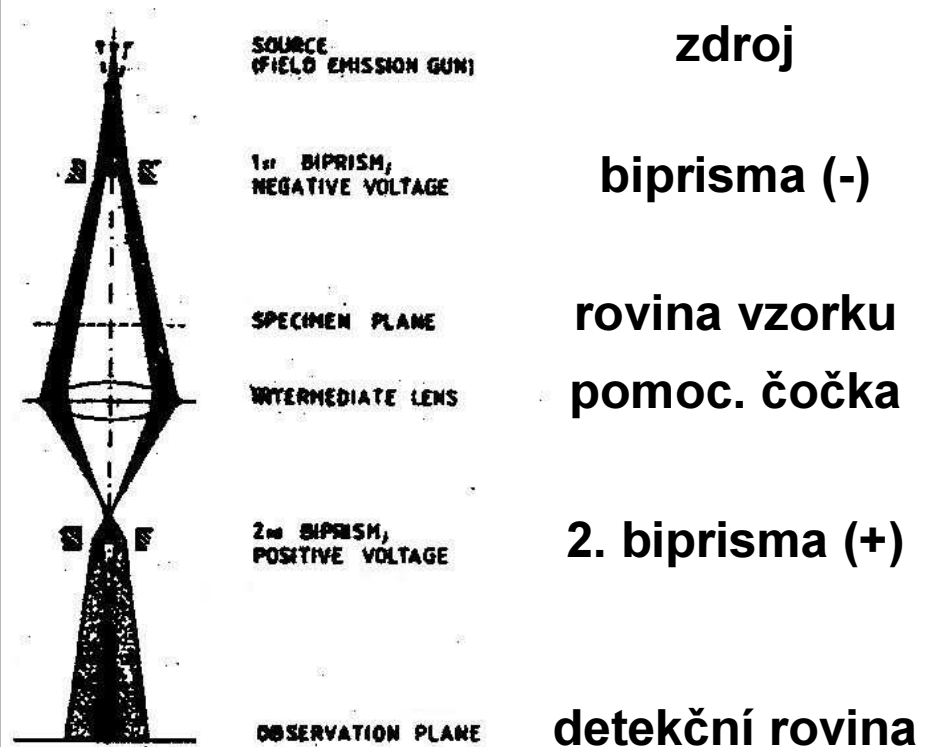 SOURCE
(FIELD EMISSION GUN)
zdroj
1st BIPRISM,
NEGATIVE VOLTAGE
biprisma (-)
SPECIMEN PLANE
rovina vzorku
INTERMEDIATE LENS
pomoc. čočka
2nd BIPRISM,
POSITIVE VOLTAGE
2. biprisma (+)
OBSERVATION PLANE
detekční rovina